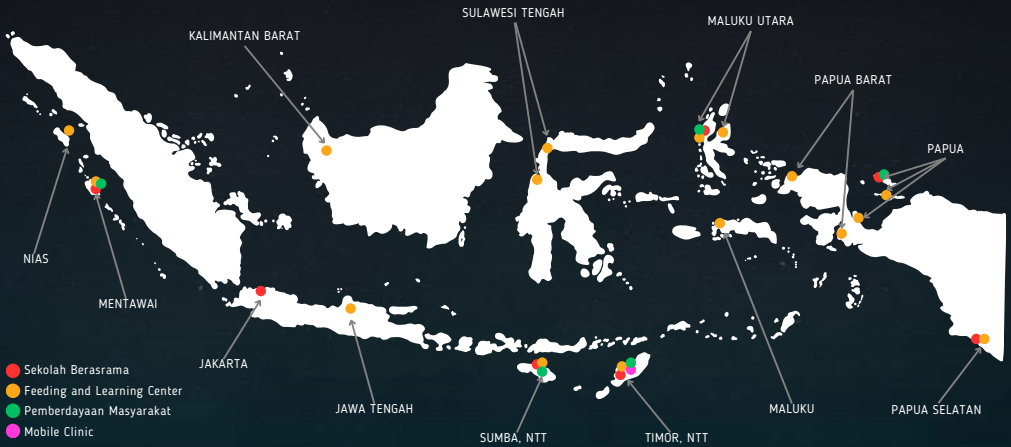 SULAWESI TENGAH
MALUKU UTARA
KALIMANTAN BARAT
PAPUA BARAT
PAPUA
NIAS
MENTAWAI
JAKARTA
Sekolah Berasrama
Feeding and Learning Center
Pemberdayaan Masyarakat
Mobile Clinic
JAWA TENGAH
MALUKU
PAPUA SELATAN
SUMBA, NTT
TIMOR, NTT